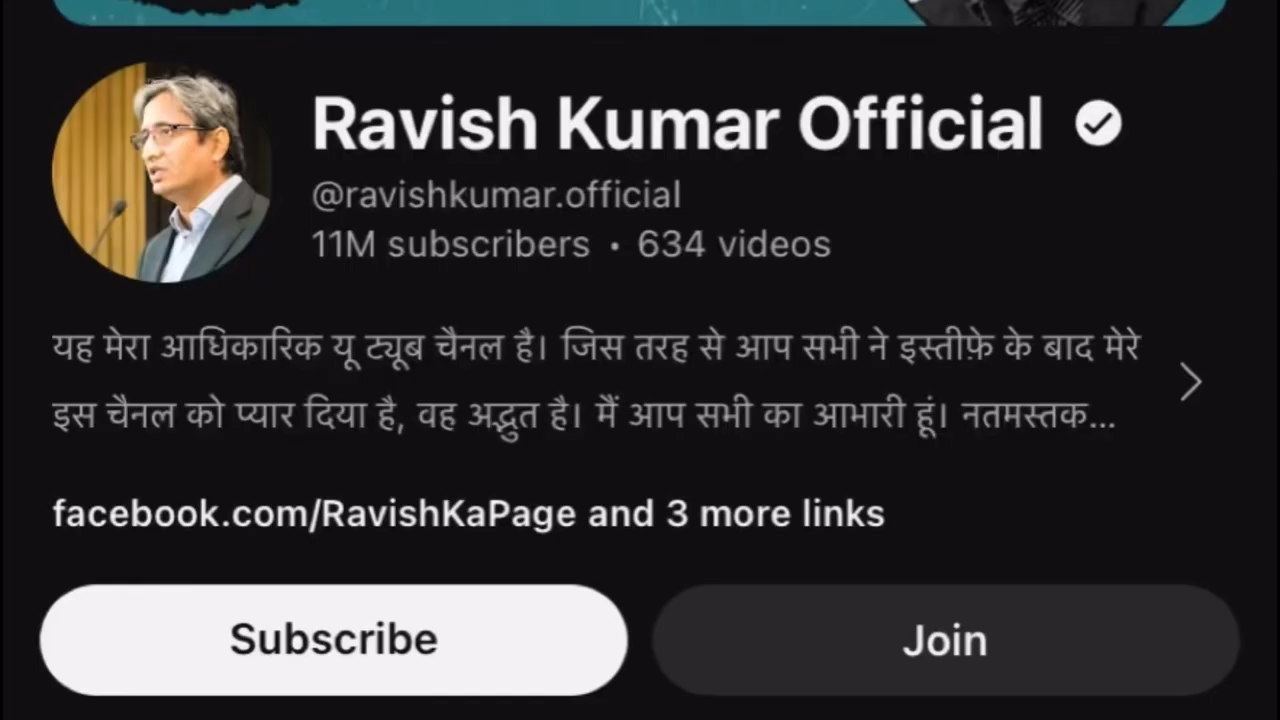 Ravish Kumar Official
@ravishkumar.official
11M subscribers • 634 videos
यह मेरा आधिकारिक यू ट्यूब चैनल है। जिस तरह से आप सभी ने इस्तीफ़े के बाद मेरे
इस चैनल को प्यार दिया है, वह अद्भुत है। मैं आप सभी का आभारी हूं। नतमस्तक...
facebook.com/RavishKaPage and 3 more links
Subscribe
Join